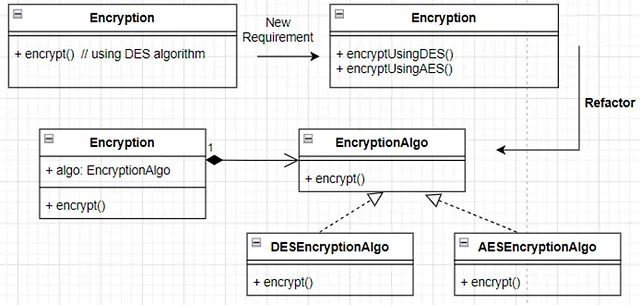 Encryption
+ encrypt()  // using DES algorithm
New
Requirement
Encryption
+ encryptUsingDES()
+ encryptUsingAES()
Refactor
Encryption
+ algo: EncryptionAlgo
+ encrypt()
1
EncryptionAlgo
+ encrypt()
DESEncryptionAlgo
+ encrypt()
AESEncryptionAlgo
+ encrypt()